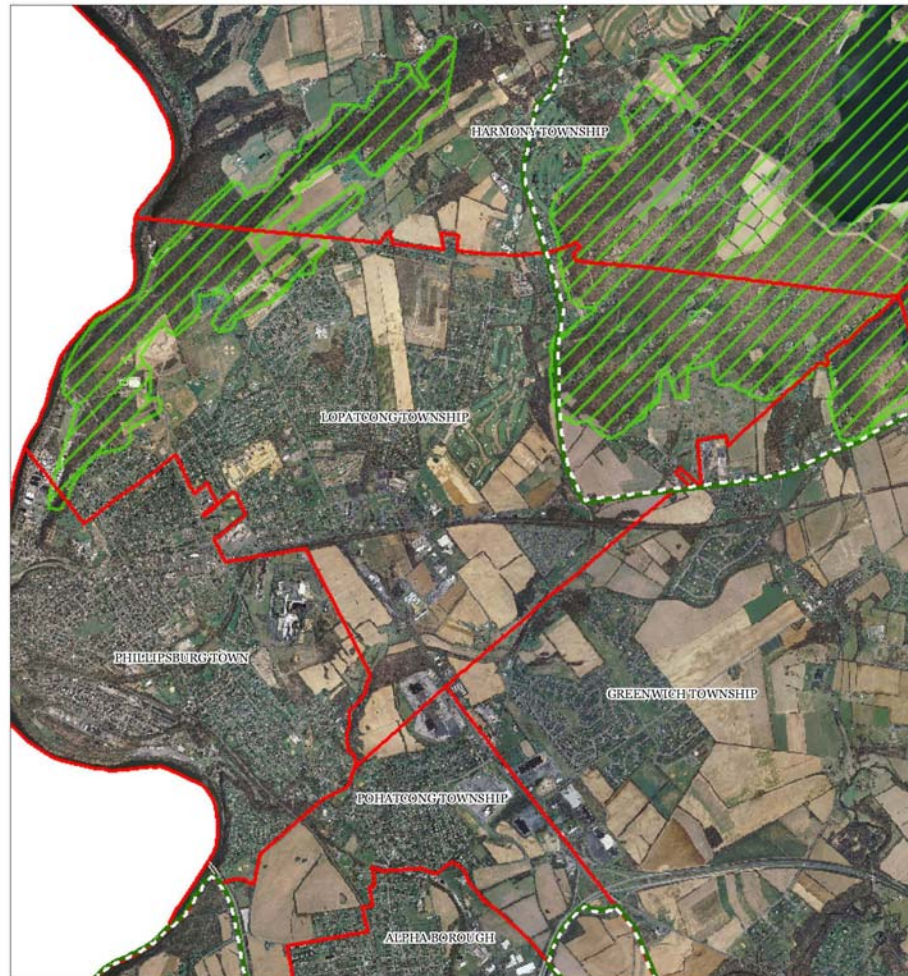 HARMONY TOWNSHIP
LOPATCONG TOWNSHIP
PHILLIPSBURG TOWN
GREENWICH TOWNSHIP
POHATCONG TOWNSHIP
ALPHA BOROUGH